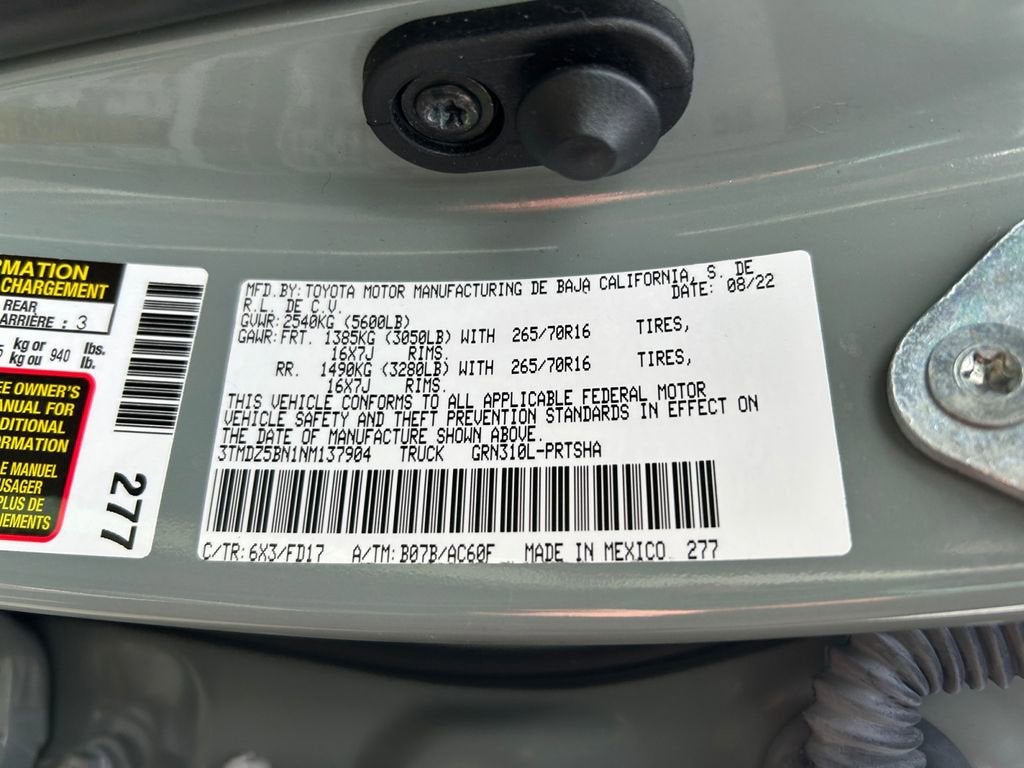 RMATION
CHARGEMENT
REAR
ARRIÈRE : 3
kg or 940 lbs.
kg ou lb.
EE OWNER'S
ANUAL FOR
DITIONAL
FORMATION
LE MANUEL
USAGER
PLUS DE
NEMENTS
277
MFD.BY: TOYOTA MOTOR MANUFACTURING DE BAJA CALIFORNIA, S. DE
R.L. DE C.V. DATE: 08/22
GVWR: 2540KG (5600LB)
GAWR: FRT. 1385KG (3050LB) WITH 265/70R16 TIRES,
16X7J RIMS.
RR. 1490KG (3280LB) WITH 265/70R16 TIRES,
16X7J RIMS.
THIS VEHICLE CONFORMS TO ALL APPLICABLE FEDERAL MOTOR
VEHICLE SAFETY AND THEFT PREVENTION STANDARDS IN EFFECT ON
THE DATE OF MANUFACTURE SHOWN ABOVE.
3TMDZ5BN1NM137904 TRUCK GRN310L-PRTSHA
C/TR: 6X3/FD17 A/TM: B07B/AC60F MADE IN MEXICO 277